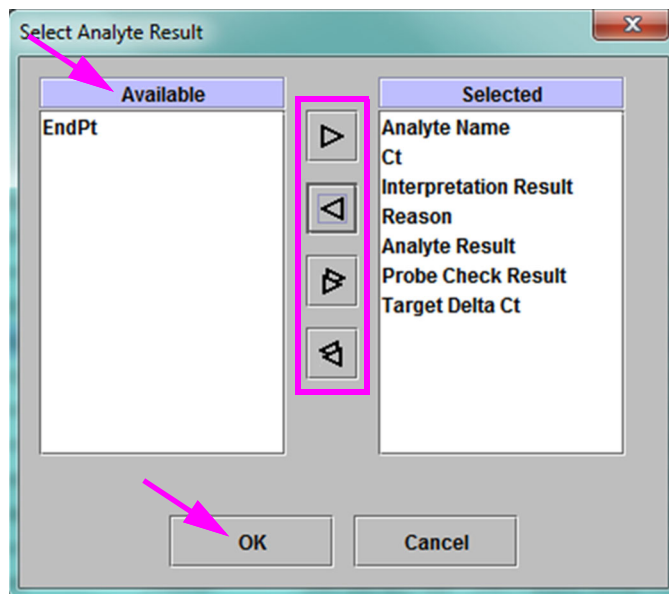 Select Analyte Result
Available
EndPt
Selected
Analyte Name
Ct
Interpretation Result
Reason
Analyte Result
Probe Check Result
Target Delta Ct
OK
Cancel